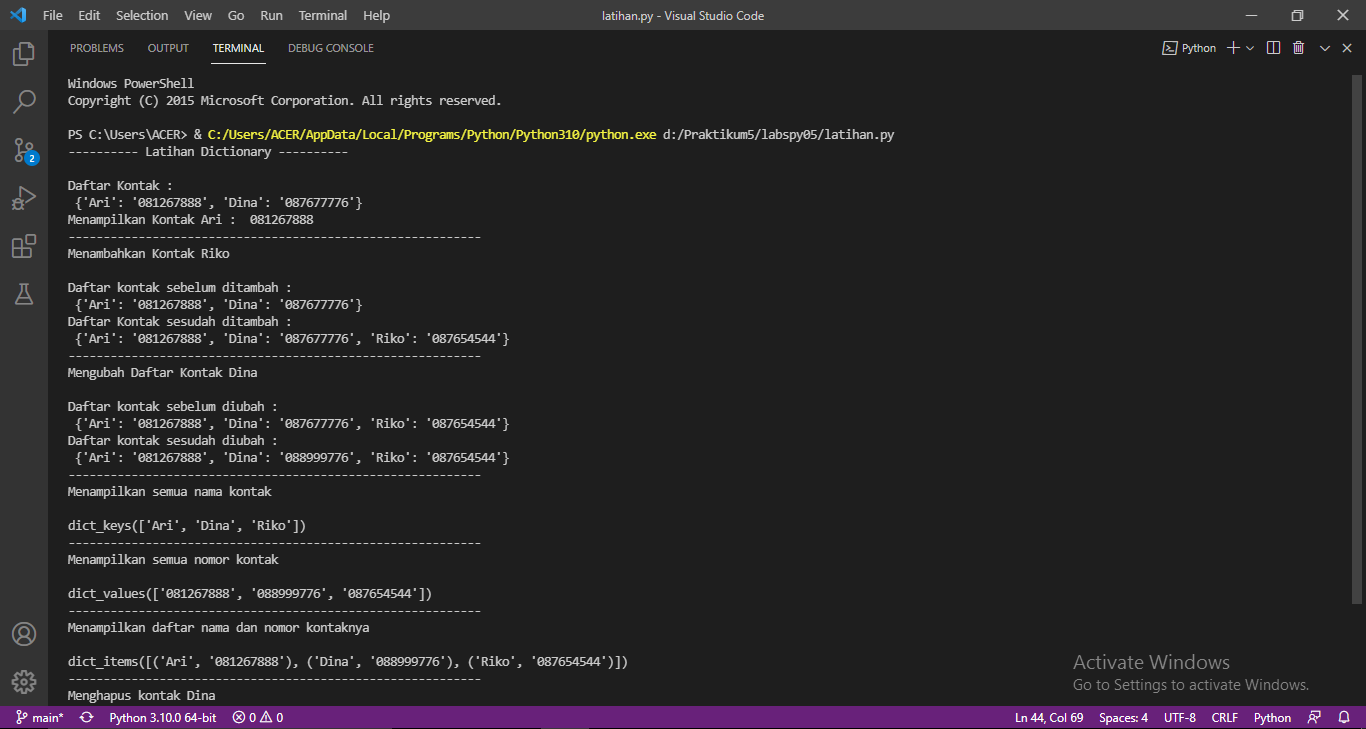 File Edit Selection View Go Run Terminal Help latihan.py - Visual Studio Code
PROBLEMS OUTPUT TERMINAL DEBUG CONSOLE Python
Windows PowerShell
Copyright (C) 2015 Microsoft Corporation. All rights reserved.
PS C:\Users\ACER> & C:/Users/ACER/AppData/Local/Programs/Python/Python310/python.exe d:/Praktikum5/labspy05/latihan.py
---------- Latihan Dictionary ----------
Daftar Kontak :
{'Ari': '081267888', 'Dina': '087677776'}
Menampilkan Kontak Ari :  081267888
-----------------------------------------------------------
Menambahkan Kontak Riko
Daftar kontak sebelum ditambah :
{'Ari': '081267888', 'Dina': '087677776'}
Daftar Kontak sesudah ditambah :
{'Ari': '081267888', 'Dina': '087677776', 'Riko': '087654544'}
-----------------------------------------------------------
Mengubah Daftar Kontak Dina
Daftar kontak sebelum diubah :
{'Ari': '081267888', 'Dina': '087677776', 'Riko': '087654544'}
Daftar kontak sesudah diubah :
{'Ari': '081267888', 'Dina': '088999776', 'Riko': '087654544'}
-----------------------------------------------------------
Menampilkan semua nama kontak
dict_keys(['Ari', 'Dina', 'Riko'])
-----------------------------------------------------------
Menampilkan semua nomor kontak
dict_values(['081267888', '088999776', '087654544'])
-----------------------------------------------------------
Menampilkan daftar nama dan nomor kontaknya
dict_items([('Ari', '081267888'), ('Dina', '088999776'), ('Riko', '087654544')])
-----------------------------------------------------------
Menghapus kontak Dina
2
Activate Windows
Go to Settings to activate Windows.
main* Python 3.10.0 64-bit 0 0 Ln 44, Col 69 Spaces: 4 UTF-8 CRLF Python